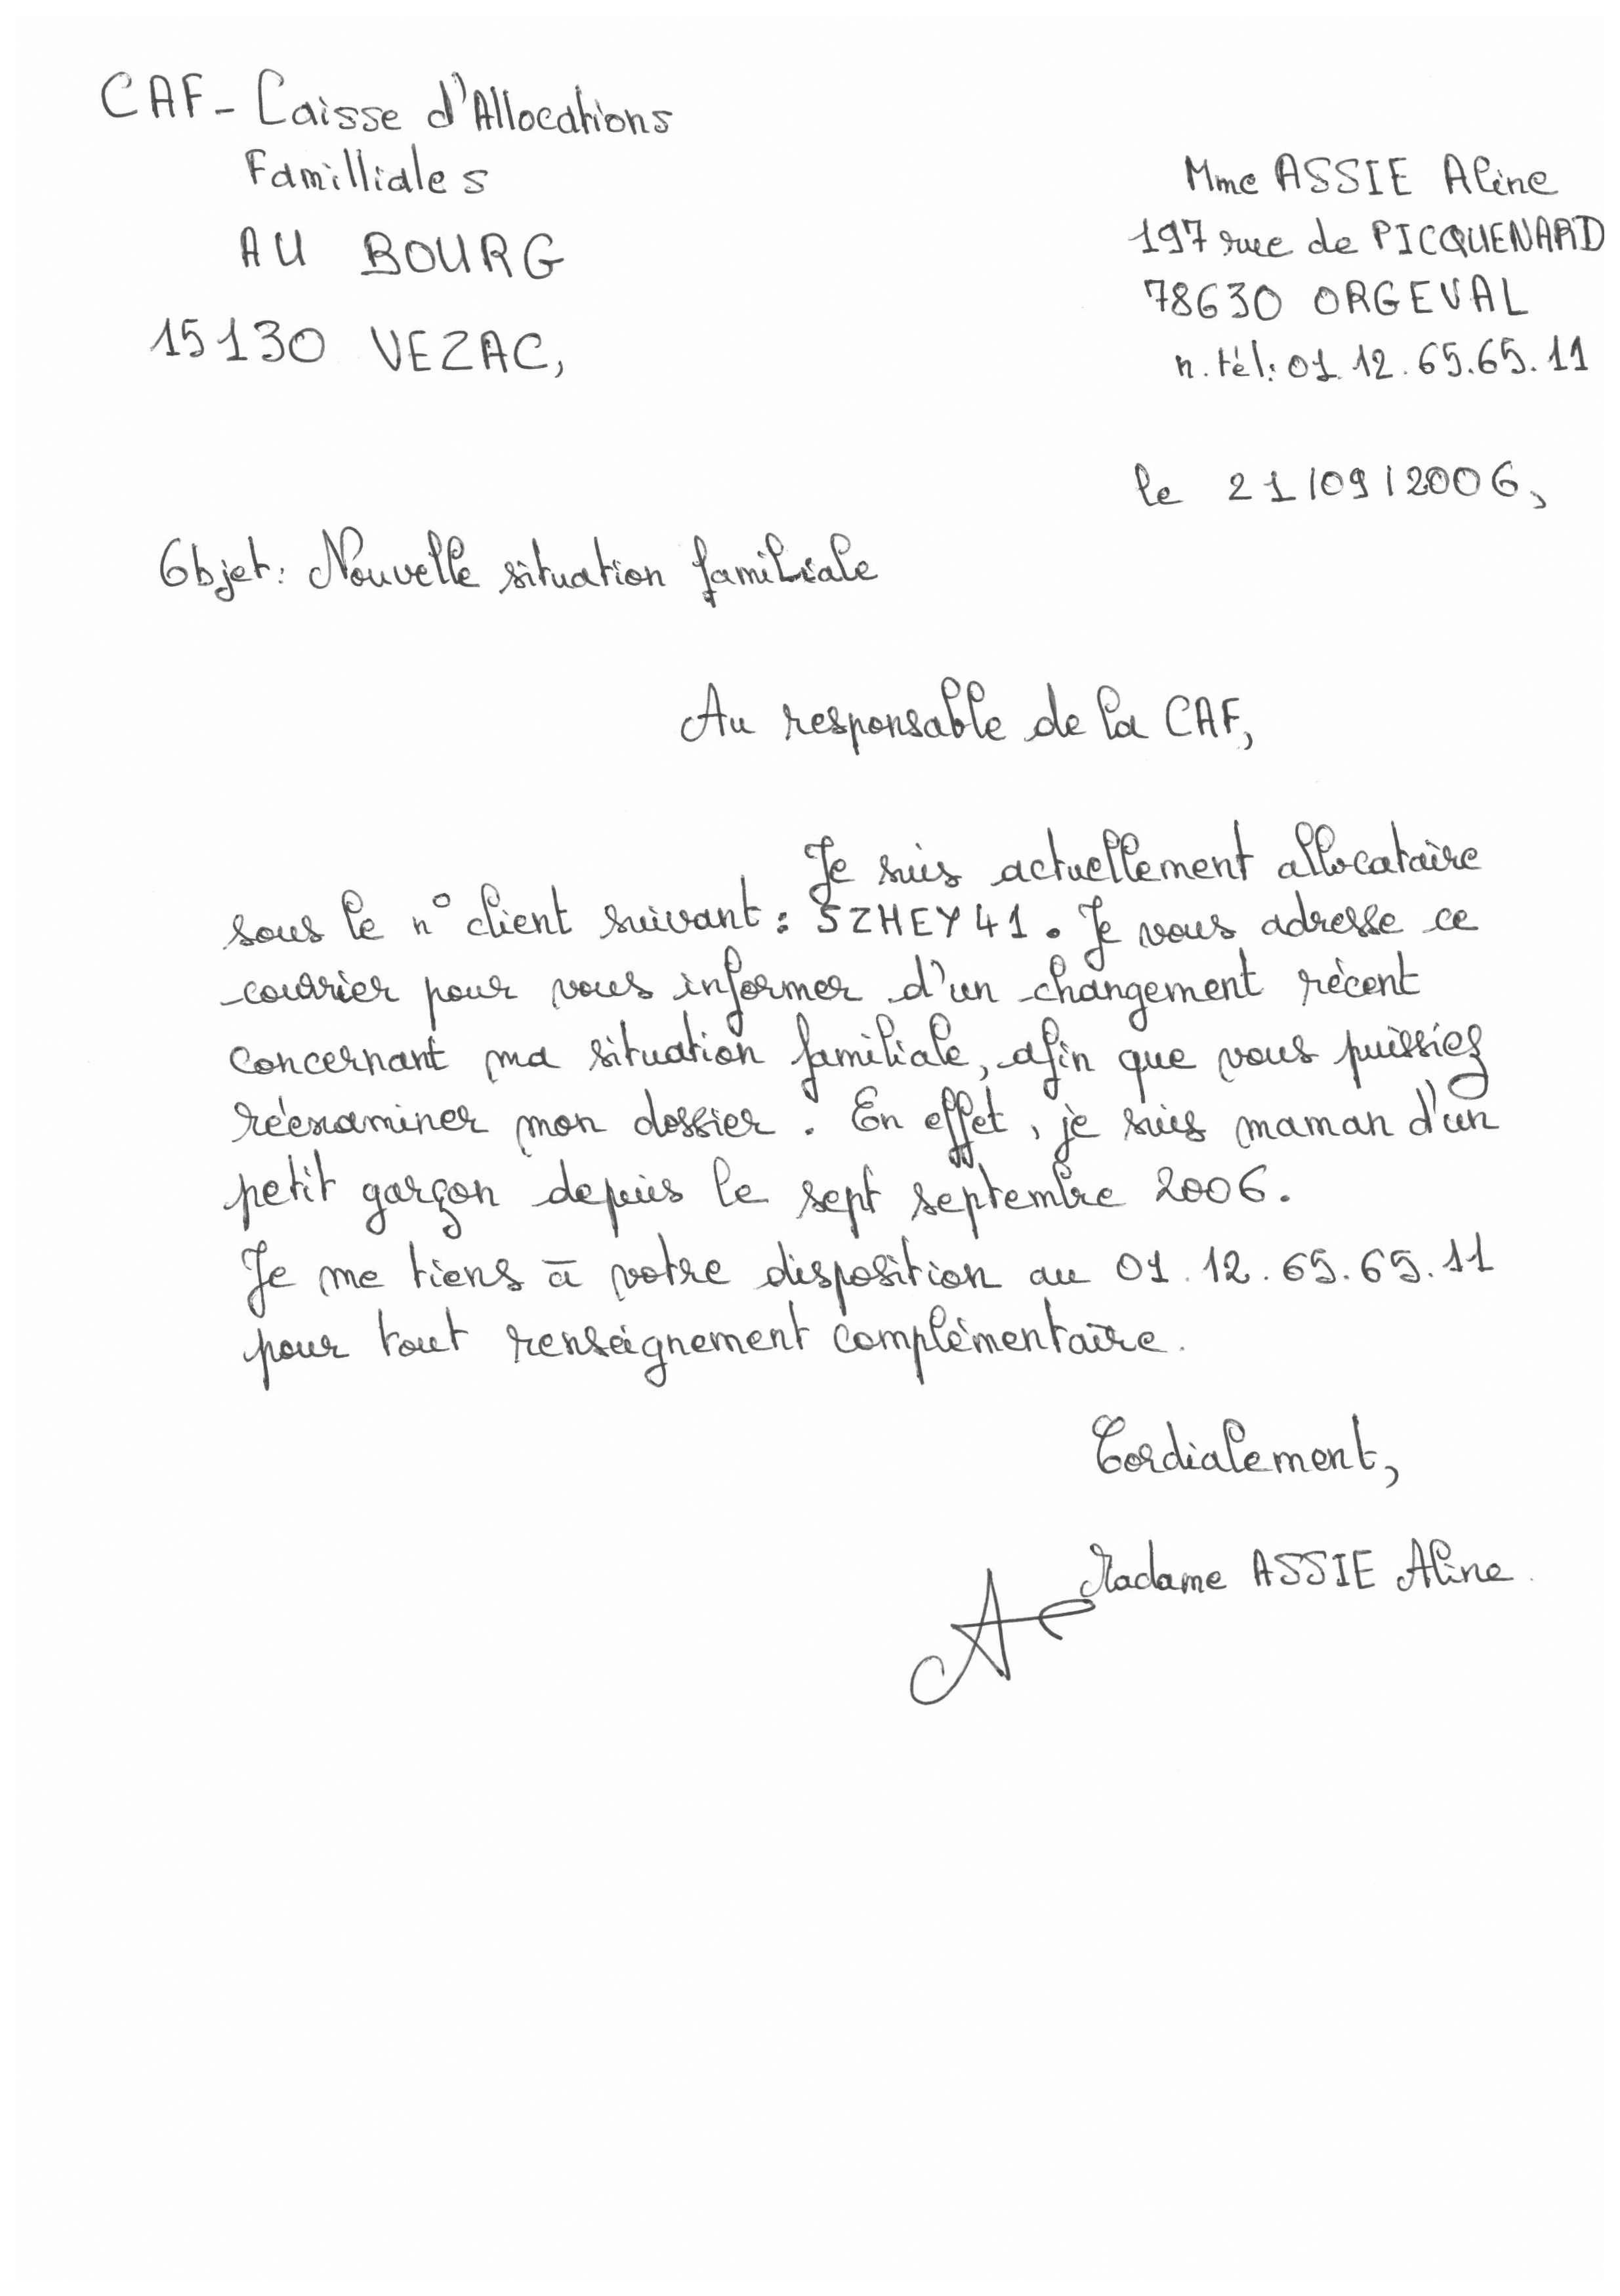 CAF - Caisse d'Allocations
Familliales
AU BOURG
15130 VEZAC,
Mme ASSIE Aline
197 rue de PICQUENARD
78630 ORGEVAL
n. tél: 01.12.65.65.11
le 21/09/2006,
Objet: Nouvelle situation familiale
Au responsable de la CAF,
Je suis actuellement allocataire
sous le n° client suivant : SZHEY41. Je vous adresse ce
courrier pour vous informer d'un changement récent
concernant ma situation familiale, afin que vous puissiez
réexaminer mon dossier. En effet, je suis maman d'un
petit garçon depuis le sept septembre 2006.
Je me tiens à votre disposition au 01.12.65.65.11
pour tout renseignement complémentaire.
Cordialement,
Madame ASSIE Aline.